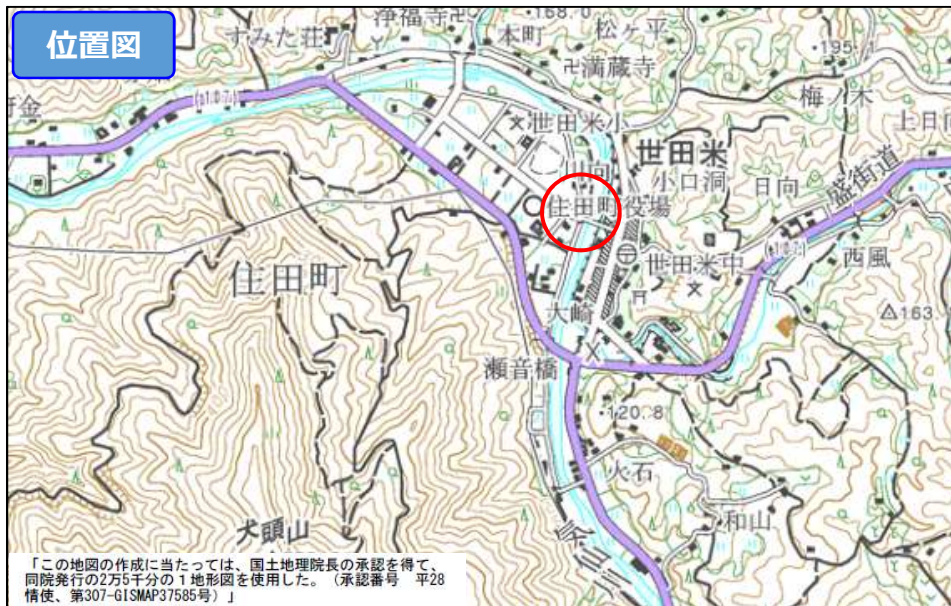 位置図
浄福寺
すみた荘
本町
・168.0
松ヶ平
満蔵寺
・195.1
梅ノ木
世田米小
上日
世田米
小口洞
日向
盛街道
住田町役場
世田米中
西風
住田町
大崎
△163
瀬音橋
・120.8
火石
和山
犬頭山
「この地図の作成に当たっては、国土地理院長の承認を得て、
同院発行の2万5千分の１地形図を使用した。（承認番号　平28
情使、第307-GISMAP37585号）」